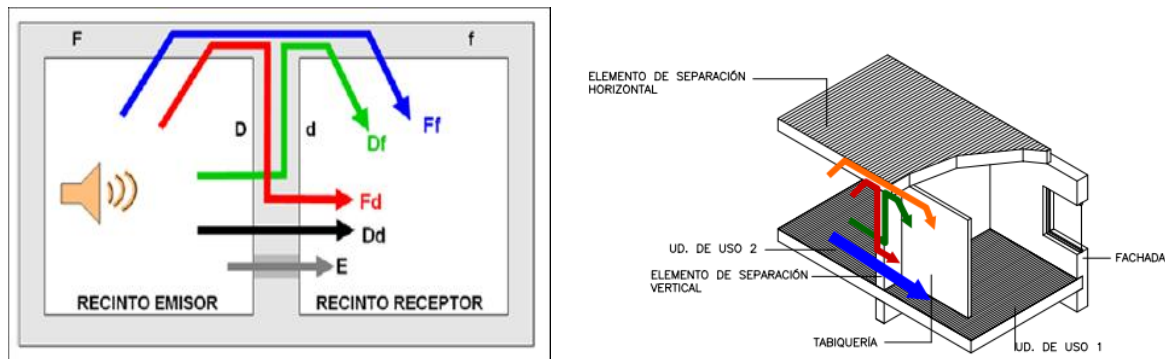 F
f
D
d
Df
Ff
Fd
Dd
E
RECINTO EMISOR
RECINTO RECEPTOR
ELEMENTO DE SEPARACIÓN
HORIZONTAL
UD. DE USO 2
ELEMENTO DE SEPARACIÓN
VERTICAL
TABIQUERÍA
FACHADA
UD. DE USO 1